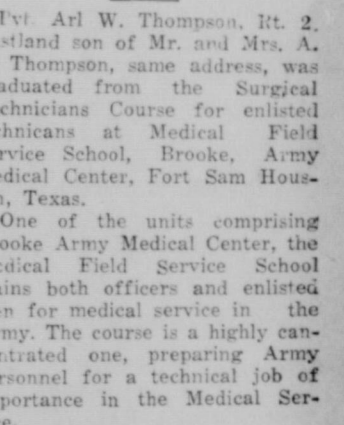 Pvt. Arl W. Thompson, Rt. 2,
stland son of Mr. and Mrs. A.
Thompson, same address, was
aduated from the Surgical
chnicians Course for enlisted
chnicans at Medical Field
rvice School, Brooke, Army
edical Center, Fort Sam Hous-
n, Texas.
One of the units comprising
ooke Army Medical Center, the
edical Field Service School
ains both officers and enlisted
en for medical service in the
my. The course is a highly can-
ntrated one, preparing Army
rsonnel for a technical job of
portance in the Medical Ser-